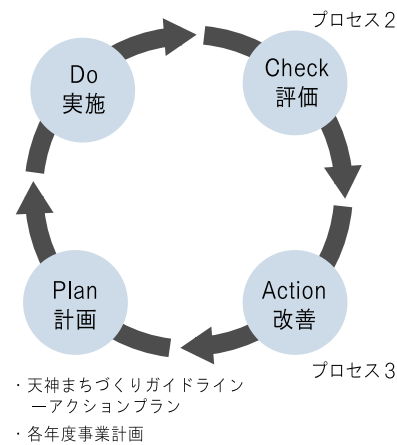 プロセス2
Do
実施
Check
評価
Plan
計画
Action
改善
プロセス3
・天神まちづくりガイドライン
―アクションプラン
・各年度事業計画